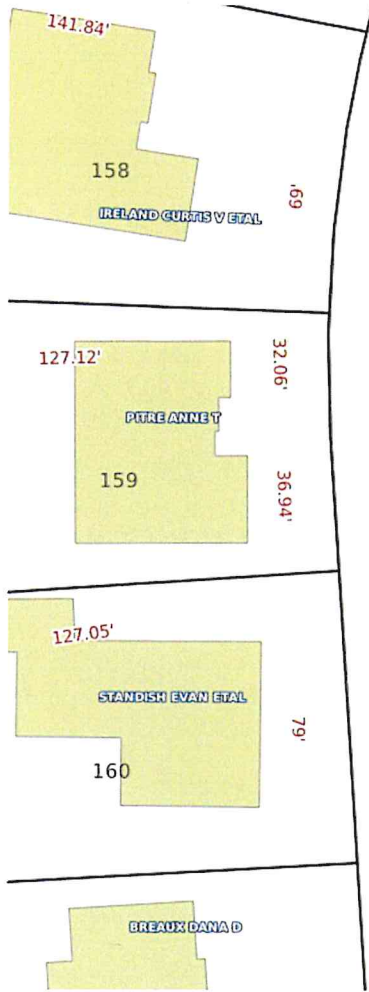 141.84'
158
69'
IRELAND CURTIS V ETAL
127.12'
32.06'
PITRE ANNE T
159
36.94'
127.05'
STANDISH EVAN ETAL
79'
160
BREAUX DANA D